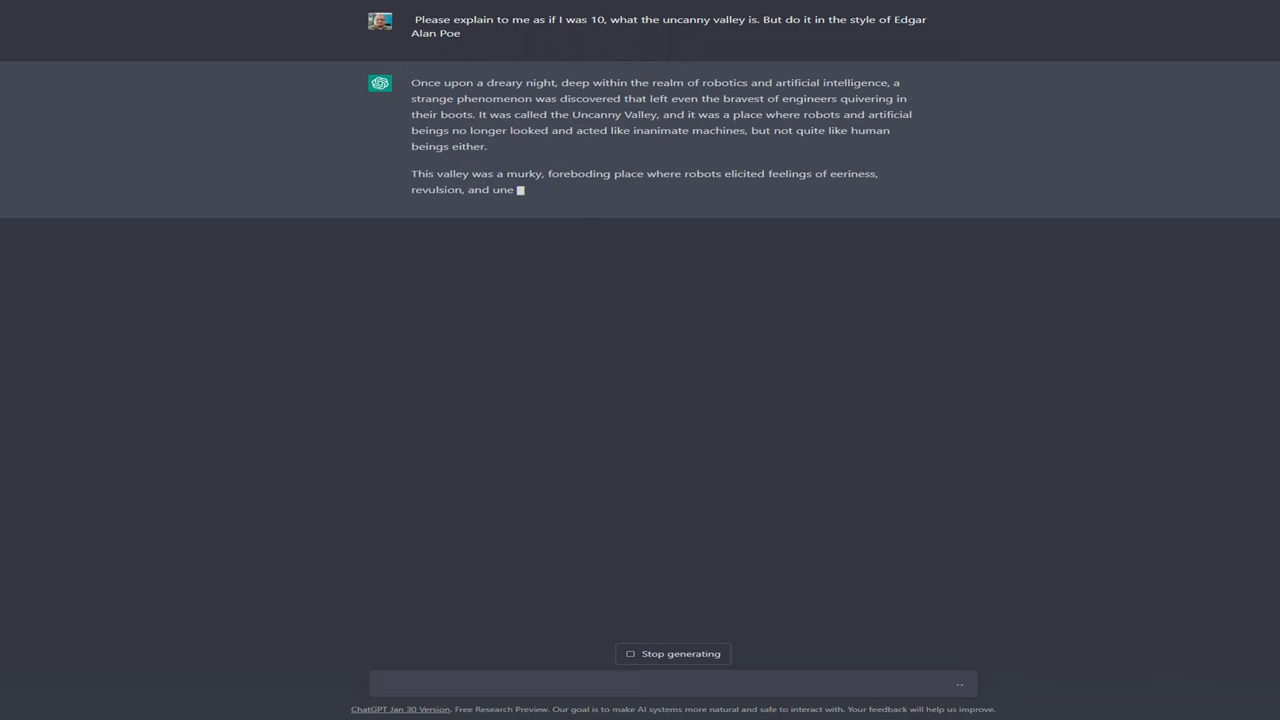 Please explain to me as if I was 10, what the uncanny valley is. But do it in the style of Edgar
Alan Poe
Once upon a dreary night, deep within the realm of robotics and artificial intelligence, a
strange phenomenon was discovered that left even the bravest of engineers quivering in
their boots. It was called the Uncanny Valley, and it was a place where robots and artificial
beings no longer looked and acted like inanimate machines, but not quite like human
beings either.
This valley was a murky, foreboding place where robots elicited feelings of eeriness,
revulsion, and une
Stop generating
ChatGPT Jan 30 Version. Free Research Preview. Our goal is to make AI systems more natural and safe to interact with. Your feedback will help us improve.